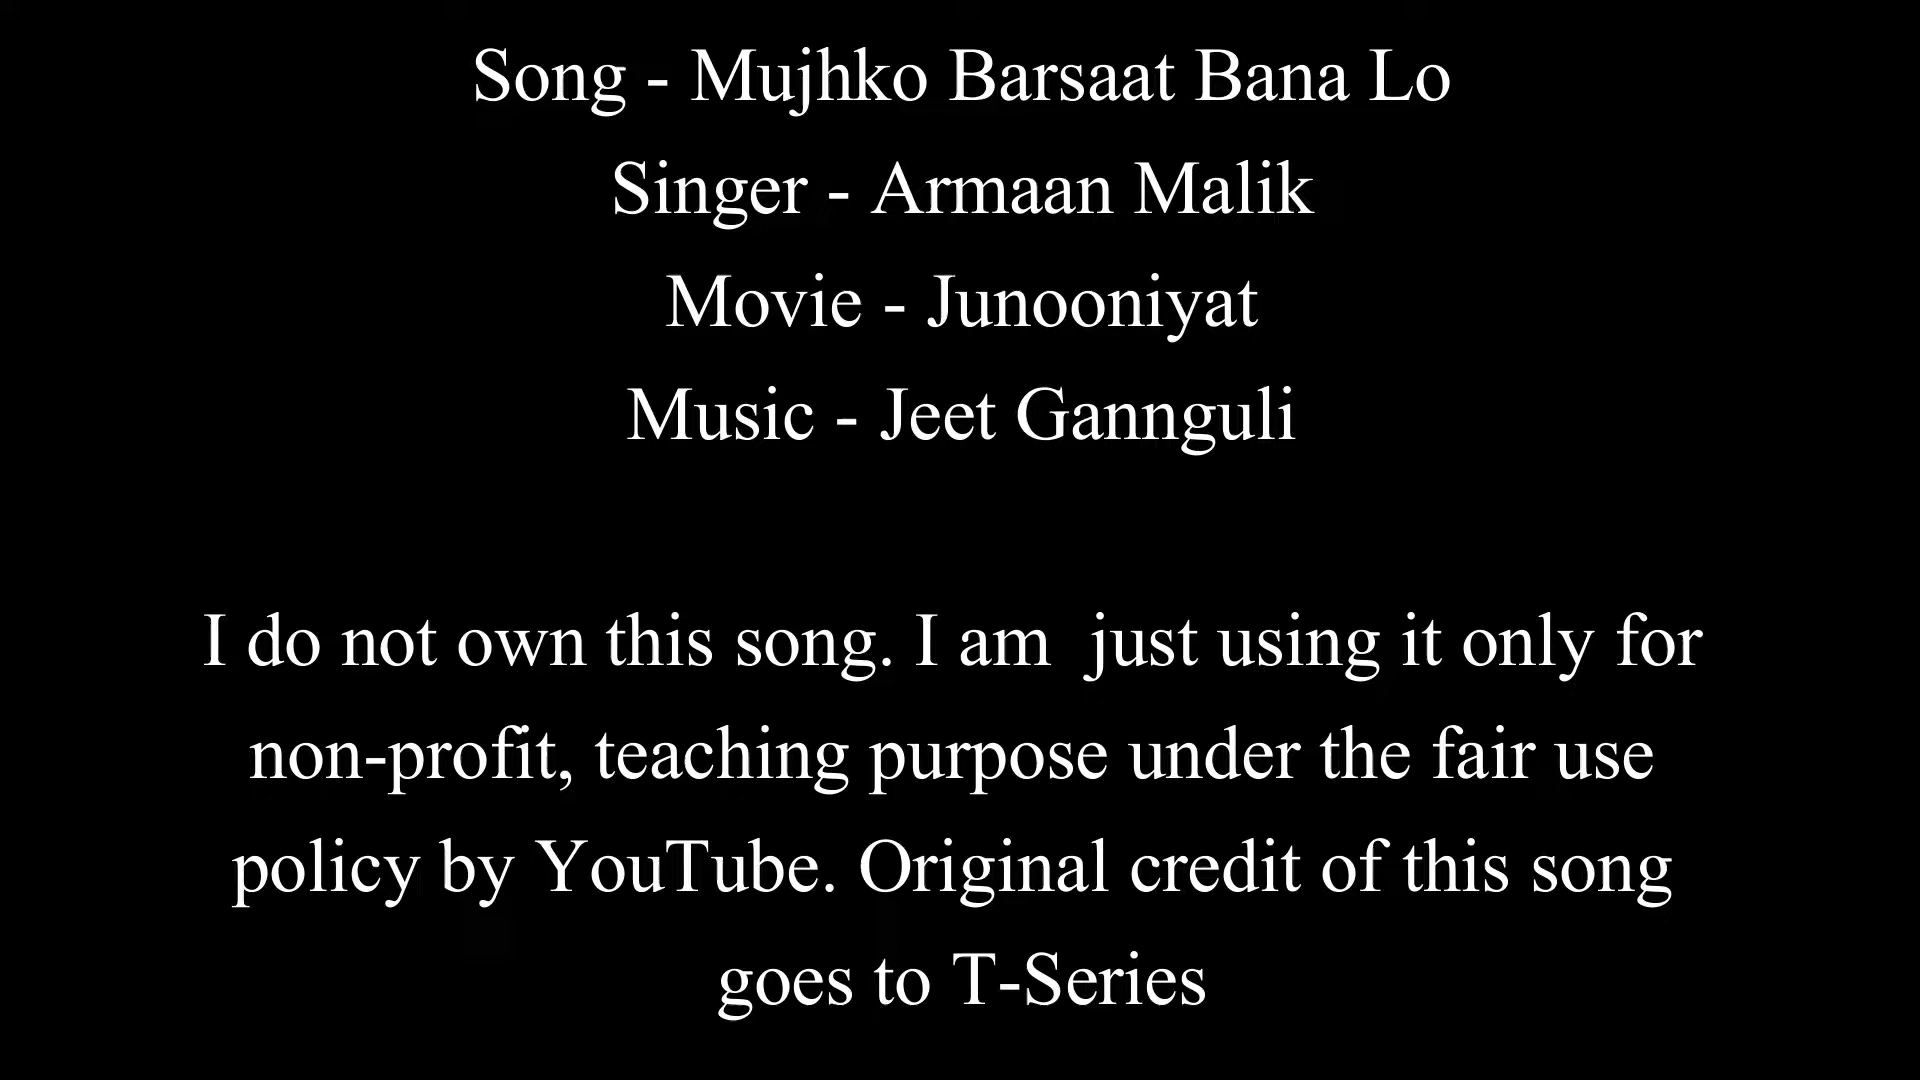 Song - Mujhko Barsaat Bana Lo
Singer - Armaan Malik
Movie - Junooniyat
Music - Jeet Gannguli
I do not own this song. I am  just using it only for
non-profit, teaching purpose under the fair use
policy by YouTube. Original credit of this song
goes to T-Series